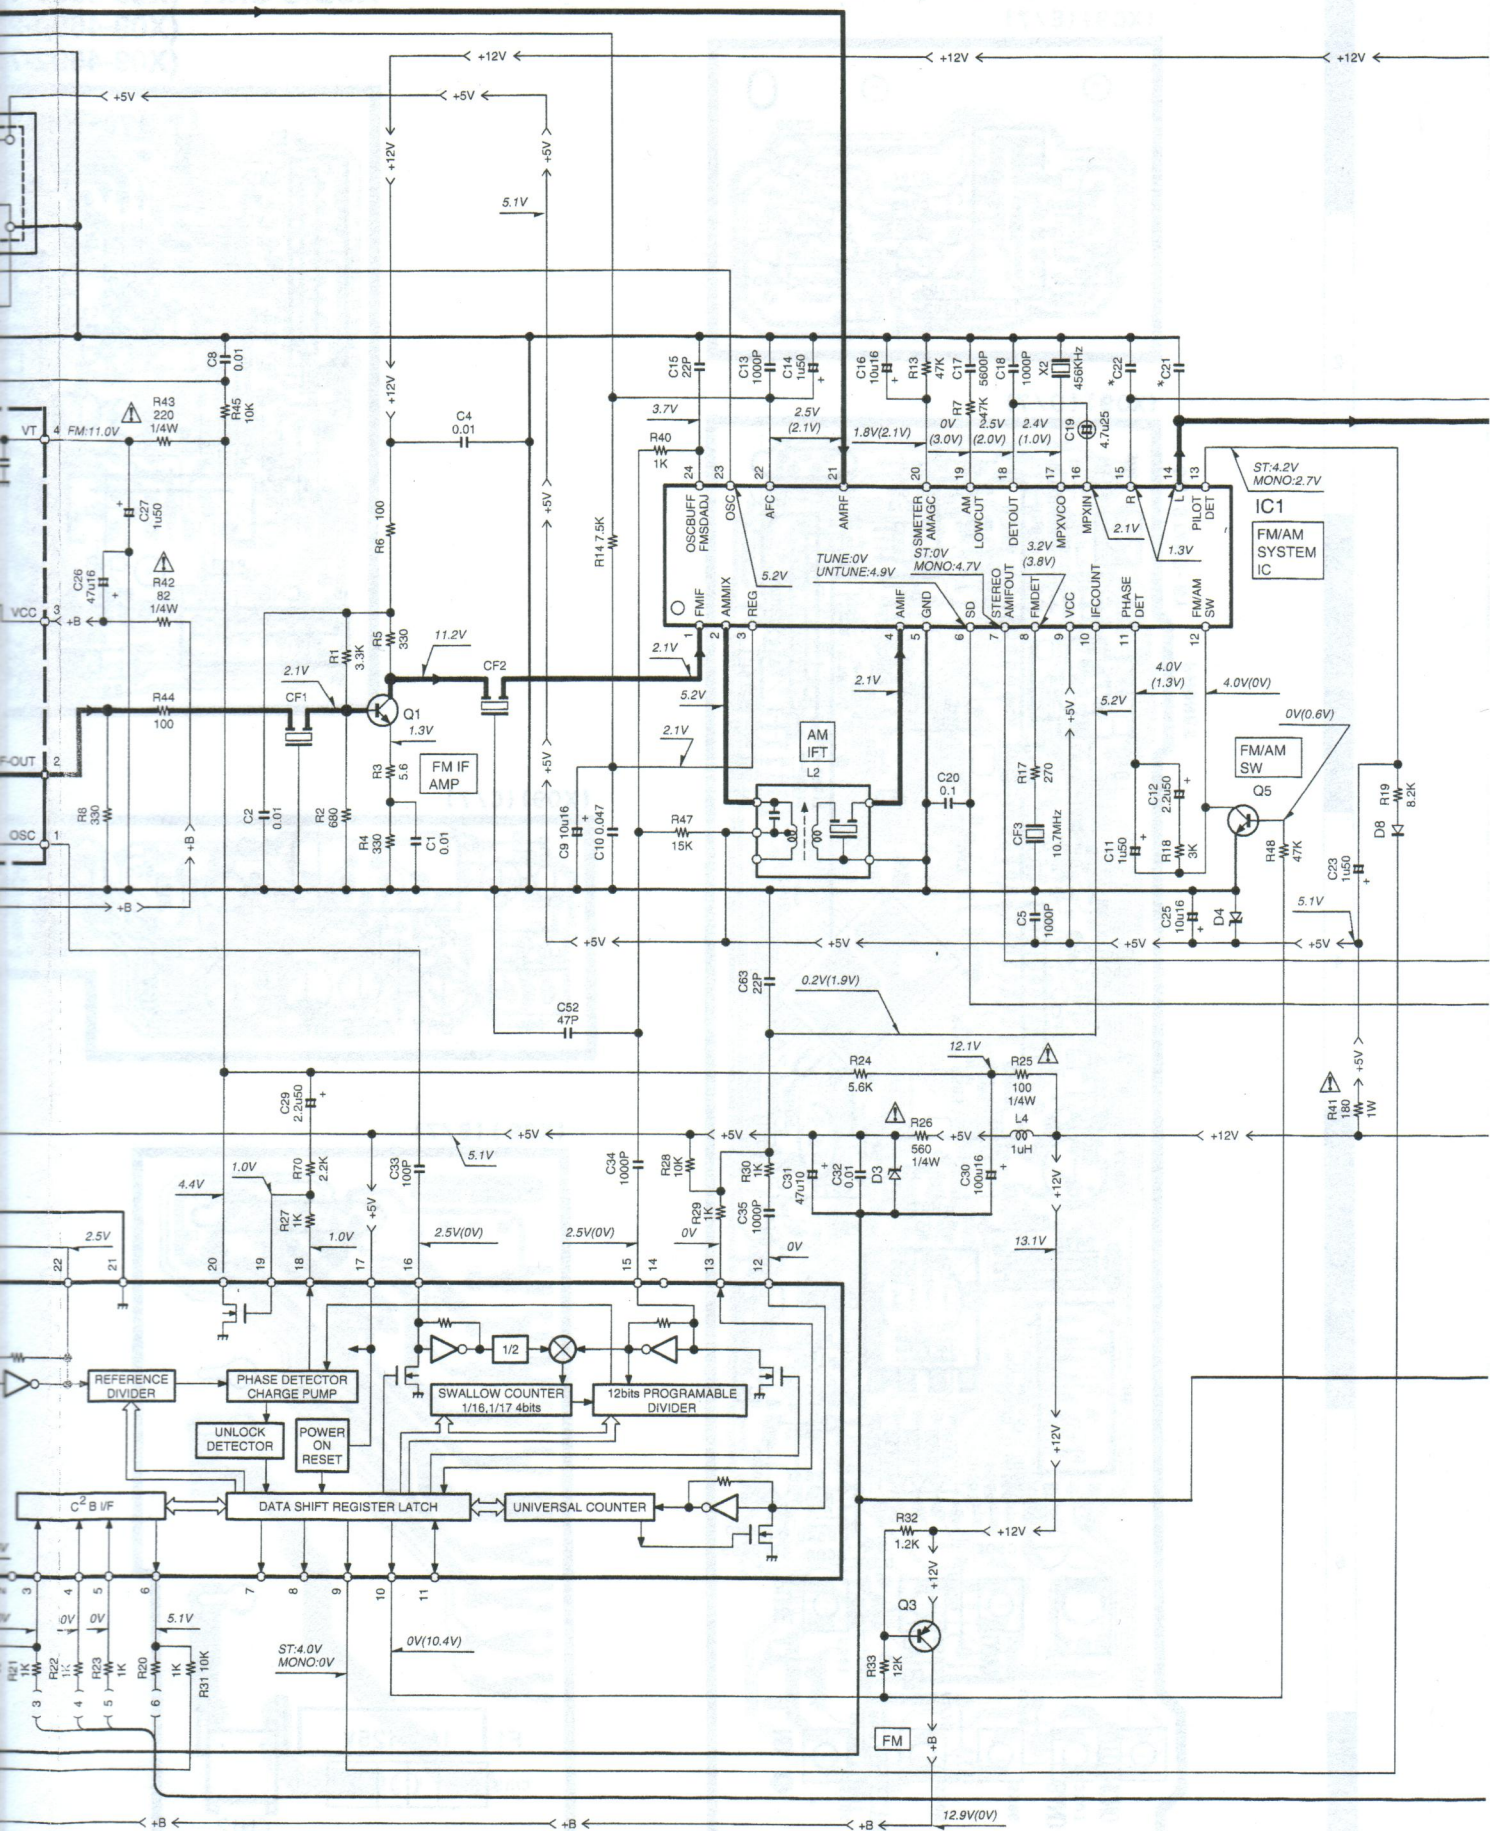 +12V
+12V
+12V
+5V
+5V
+12V
+5V
5.1V
C8
0.01
+12V
R45
10K
R43
220
1/4W
VT
4
FM:11.0V
C4
0.01
C27
1u50
C26
47u16
R42
82
1/4W
VCC
3
+B
R6
100
+5V
R14 7.5K
C15
22P
C13
1000P
C14
1u50
C16
10u16
R13
47K
C17
5600P
C18
1000P
X2
456KHz
*C22
*C21
R7
47K
C19
4.7u25
3.7V
2.5V
(2.1V)
1.8V(2.1V)
0V
(3.0V)
2.5V
(2.0V)
2.4V
(1.0V)
R40
1K
24
23
22
21
20
19
18
17
16
15
14
13
ST:4.2V
MONO:2.7V
OSCBUFF
FMSDADJ
OSC
AFC
AMRF
SMETER
AMAGC
AM
LOWCUT
DETOUT
MPXVCO
MPXIN
R
L
PILOT
DET
IC1
FM/AM
SYSTEM
IC
2.1V
1.3V
5.2V
TUNE:0V
UNTUNE:4.9V
ST:0V
MONO:4.7V
3.2V
(3.8V)
FMIF
AMMIX
REG
AMIF
GND
SD
STEREO
AMIFOUT
FMDET
VCC
IFCOUNT
PHASE
DET
FM/AM
SW
1
2
3
4
5
6
7
8
9
10
11
12
R1
3.3K
R5
330
11.2V
2.1V
CF1
CF2
Q1
1.3V
R44
100
FM IF
AMP
F-OUT
2
R3
5.6
R8
330
C2
0.01
R2
680
R4
330
C1
0.01
OSC
1
+B
+B
2.1V
5.2V
2.1V
2.1V
AM
IFT
L2
+5V
C9 10u16
C10 0.047
R47
15K
C20
0.1
R17
270
CF3
10.7MHz
+5V
5.2V
4.0V
(1.3V)
4.0V(0V)
0V(0.6V)
FM/AM
SW
Q5
C12
2.2u50
C11
1u50
R18
3K
R48
47K
R19
8.2K
D8
C23
1u50
C5
1000P
C25
10u16
D4
5.1V
+5V
+5V
+5V
+5V
C63
22P
0.2V(1.9V)
C52
47P
12.1V
R24
5.6K
R25
100
1/4W
L4
1uH
+5V
R41
180
1W
C29
2.2u50
R70
2.2K
5.1V
+5V
+5V
R26
560
1/4W
+5V
+12V
1.0V
4.4V
R27
1K
1.0V
+5V
C33
100P
2.5V(0V)
C34
1000P
2.5V(0V)
R28
10K
R29
1K
0V
R30
1K
C35
1000P
0V
C31
47u10
C32
0.01
D3
C30
100u16
+12V
13.1V
2.5V
22
21
20
19
18
17
16
15
14
13
12
1/2
REFERENCE
DIVIDER
PHASE DETECTOR
CHARGE PUMP
SWALLOW COUNTER
1/16,1/17 4bits
12bits PROGRAMABLE
DIVIDER
UNLOCK
DETECTOR
POWER
ON
RESET
+12V
C²B I/F
DATA SHIFT REGISTER LATCH
UNIVERSAL COUNTER
R32
1.2K
+12V
+12V
3
4
5
6
7
8
9
10
11
0V
0V
5.1V
ST:4.0V
MONO:0V
0V(10.4V)
Q3
R21
1K
R22
1K
R23
1K
R20
1K
R31 10K
3
4
5
6
R33
12K
FM
+B
12.9V(0V)
+B
+B
+B